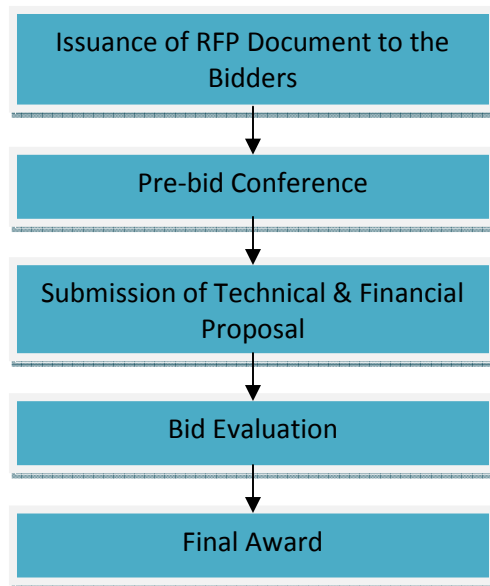 Issuance of RFP Document to the
Bidders
Pre-bid Conference
Submission of Technical & Financial
Proposal
Bid Evaluation
Final Award